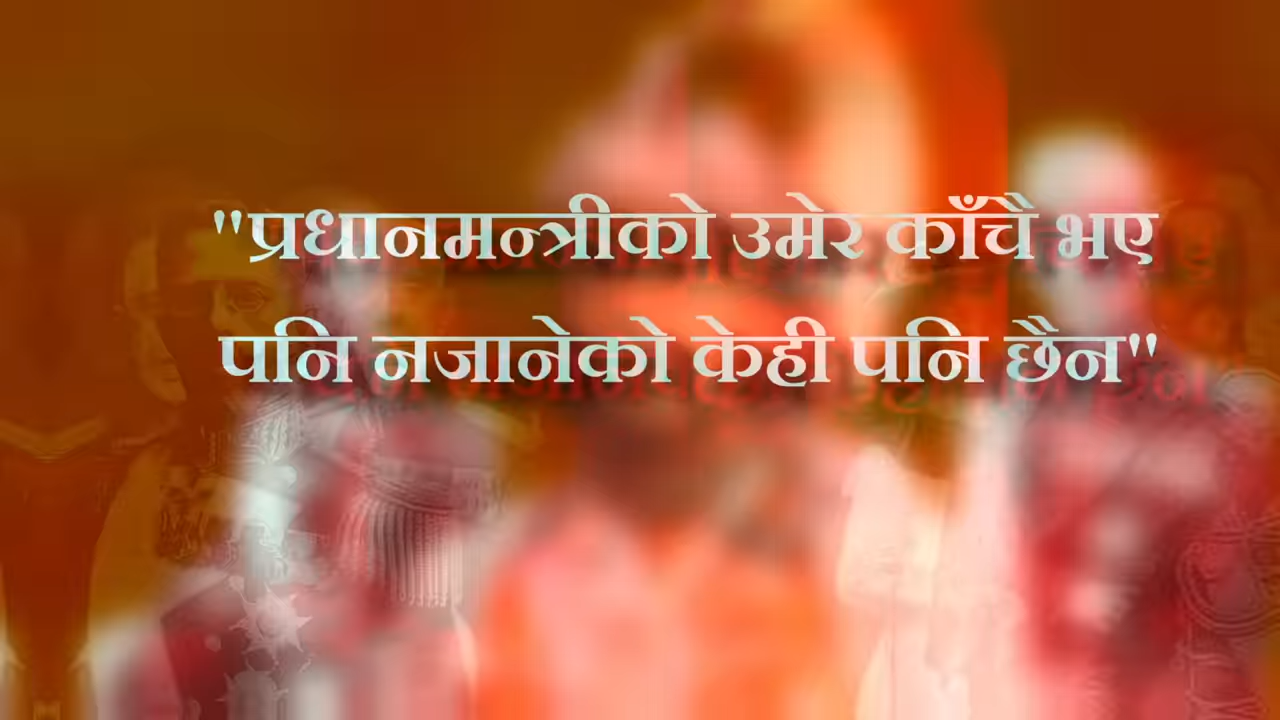 "प्रधानमन्त्रीको उमेर काँचै भए
पनि नजानेको केही पनि छैन"